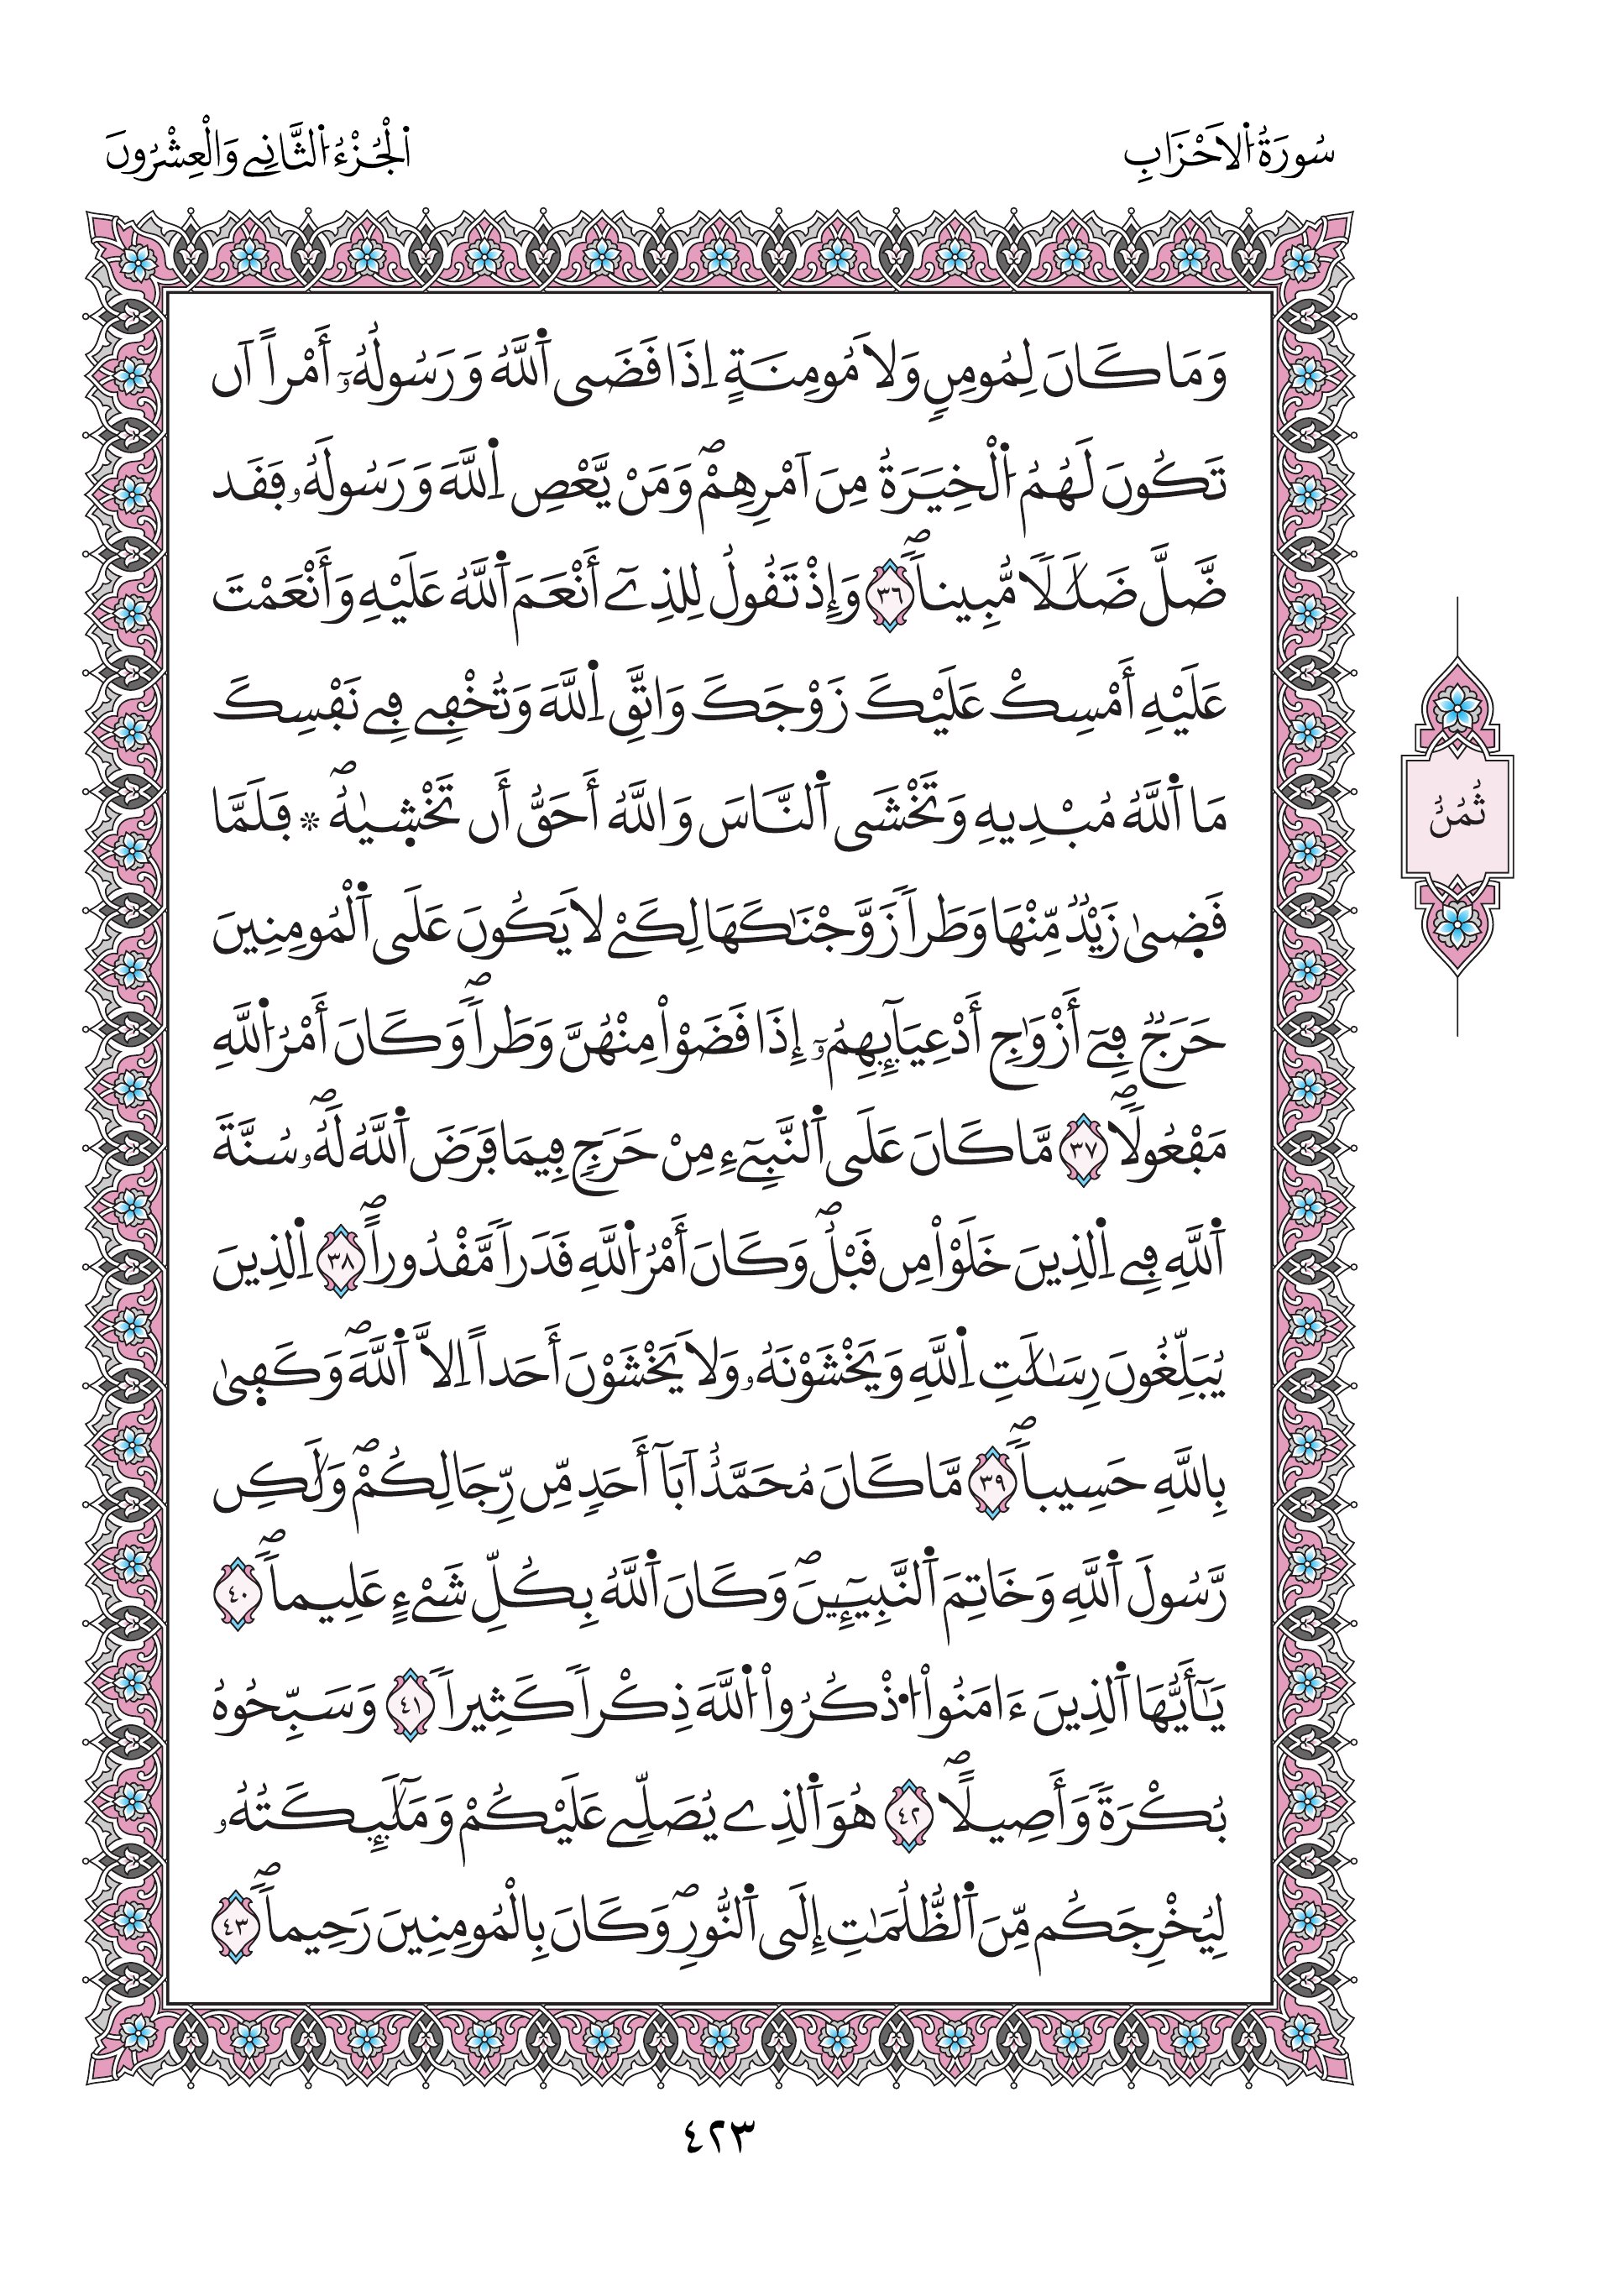 سُورَةُ الَاحْزَابِ
اَلْجُزْءُ الثَّانِے وَالْعِشْرُونَ
وَمَا كَانَ لِمُومِنٖ وَلَا مُومِنَةٍ اِذَا قَضَى اَ۬للَّهُ وَرَسُولُهُۥٓ أَمْراً اَن
تَكُونَ لَهُمُ اُ۬لْخِيَرَةُ مِنَ اَمْرِهِمْۖ وَمَنْ يَّعْصِ اِ۬للَّهَ وَرَسُولَهُۥ فَقَد
ضَّلَّ ضَلَٰلاٗ مُّبِيناٗۖ ٣٦ وَإِذْ تَقُولُ لِلذِےٓ أَنْعَمَ اَ۬للَّهُ عَلَيْهِ وَأَنْعَمْتَ
عَلَيْهِ أَمْسِكْ عَلَيْكَ زَوْجَكَ وَاتَّقِ اِ۬للَّهَ وَتُخْفِے فِے نَفْسِكَ
مَا اَ۬للَّهُ مُبْدِيهِ وَتَخْشَى اَ۬لنَّاسَ وَاللَّهُ أَحَقُّ أَن تَخْش۪يٰهُۖ ۞ فَلَمَّا
ثُمُنُ
قَض۪يٰ زَيْدٞ مِّنْهَا وَطَراٗ زَوَّجْنَٰكَهَا لِكَےْ لَا يَكُونَ عَلَى اَ۬لْمُومِنِينَ
حَرَجٞ فِےٓ أَزْوَٰجِ أَدْعِيَآئِهِمُۥٓ إِذَا قَضَوْاْ مِنْهُنَّ وَطَراٗۖ وَكَانَ أَمْرُ اُ۬للَّهِ
مَفْعُولاٗۖ ٣٧ مَّا كَانَ عَلَى اَ۬لنَّبِےٓءِ مِنْ حَرَجٖ فِيمَا فَرَضَ اَ۬للَّهُ لَهُۥۖ سُنَّةَ
اَ۬للَّهِ فِے اِ۬لذِينَ خَلَوْاْ مِن قَبْلُۖ وَكَانَ أَمْرُ اُ۬للَّهِ قَدَراٗ مَّقْدُوراًۖ ٣٨ اِ۬لذِينَ
يُبَلِّغُونَ رِسَٰلَٰتِ اِ۬للَّهِ وَيَخْشَوْنَهُۥ وَلَا يَخْشَوْنَ أَحَداً اِلَّا اَ۬للَّهَۖ وَكَف۪يٰ
بِاللَّهِ حَسِيباٗۖ ٣٩ مَّا كَانَ مُحَمَّدٌ اَبَآ أَحَدٖ مِّن رِّجَالِكُمْۖ وَلَٰكِن
رَّسُولَ اَ۬للَّهِ وَخَاتِمَ اَ۬لنَّبِيٓـِٕينَۖ وَكَانَ اَ۬للَّهُ بِكُلِّ شَےْءٍ عَلِيماٗۖ ٤٠
يَٰٓأَيُّهَا اَ۬لذِينَ ءَامَنُواْ اُ۟ذْكُرُواْ اُ۬للَّهَ ذِكْراٗ كَثِيراٗ ٤١ وَسَبِّحُوهُ
بُكْرَةٗ وَأَصِيلاًۖ ٤٢ هُوَ اَ۬لذِے يُصَلِّے عَلَيْكُمْ وَمَلَٰٓئِكَتُهُۥ
لِيُخْرِجَكُم مِّنَ اَ۬لظُّلُمَٰتِ إِلَى اَ۬لنُّورِۖ وَكَانَ بِالْمُومِنِينَ رَحِيماٗۖ ٤٣
٤٢٣